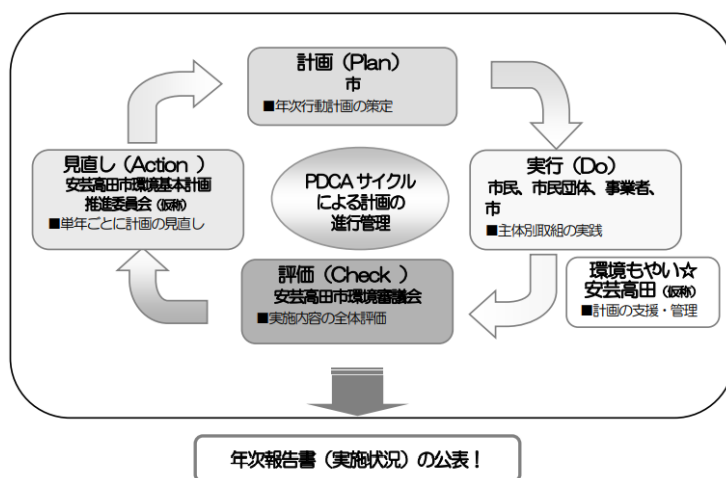 計画（Plan）
市
■年次行動計画の策定
見直し（Action ）
安芸高田市環境基本計画
推進委員会（仮称）
■単年ごとに計画の見直し
PDCAサイクル
による計画の
進行管理
実行（Do）
市民、市民団体、事業者、
市
■主体別取組の実践
評価（Check ）
安芸高田市環境審議会
■実施内容の全体評価
環境もやい☆
安芸高田（仮称）
■計画の支援・管理
年次報告書（実施状況）の公表！